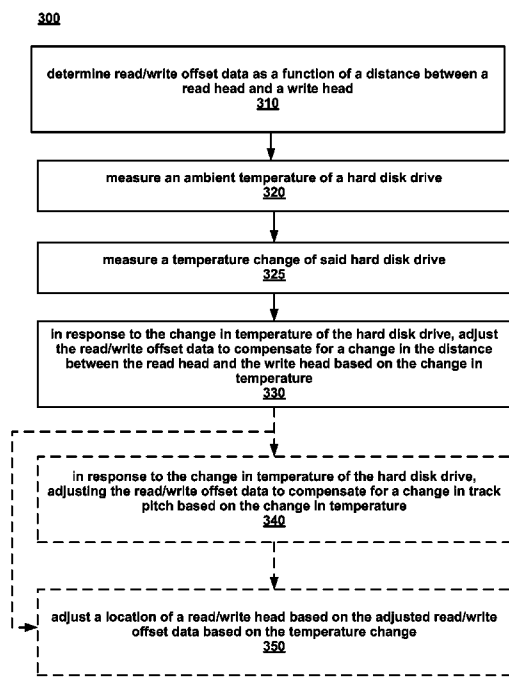 300
determine read/write offset data as a function of a distance between a
read head and a write head
310
measure an ambient temperature of a hard disk drive
320
measure a temperature change of said hard disk drive
325
in response to the change in temperature of the hard disk drive, adjust
the read/write offset data to compensate for a change in the distance
between the read head and the write head based on the change in
temperature
330
in response to the change in temperature of the hard disk drive,
adjusting the read/write offset data to compensate for a change in track
pitch based on the change in temperature
340
adjust a location of a read/write head based on the adjusted read/write
offset data based on the temperature change
350